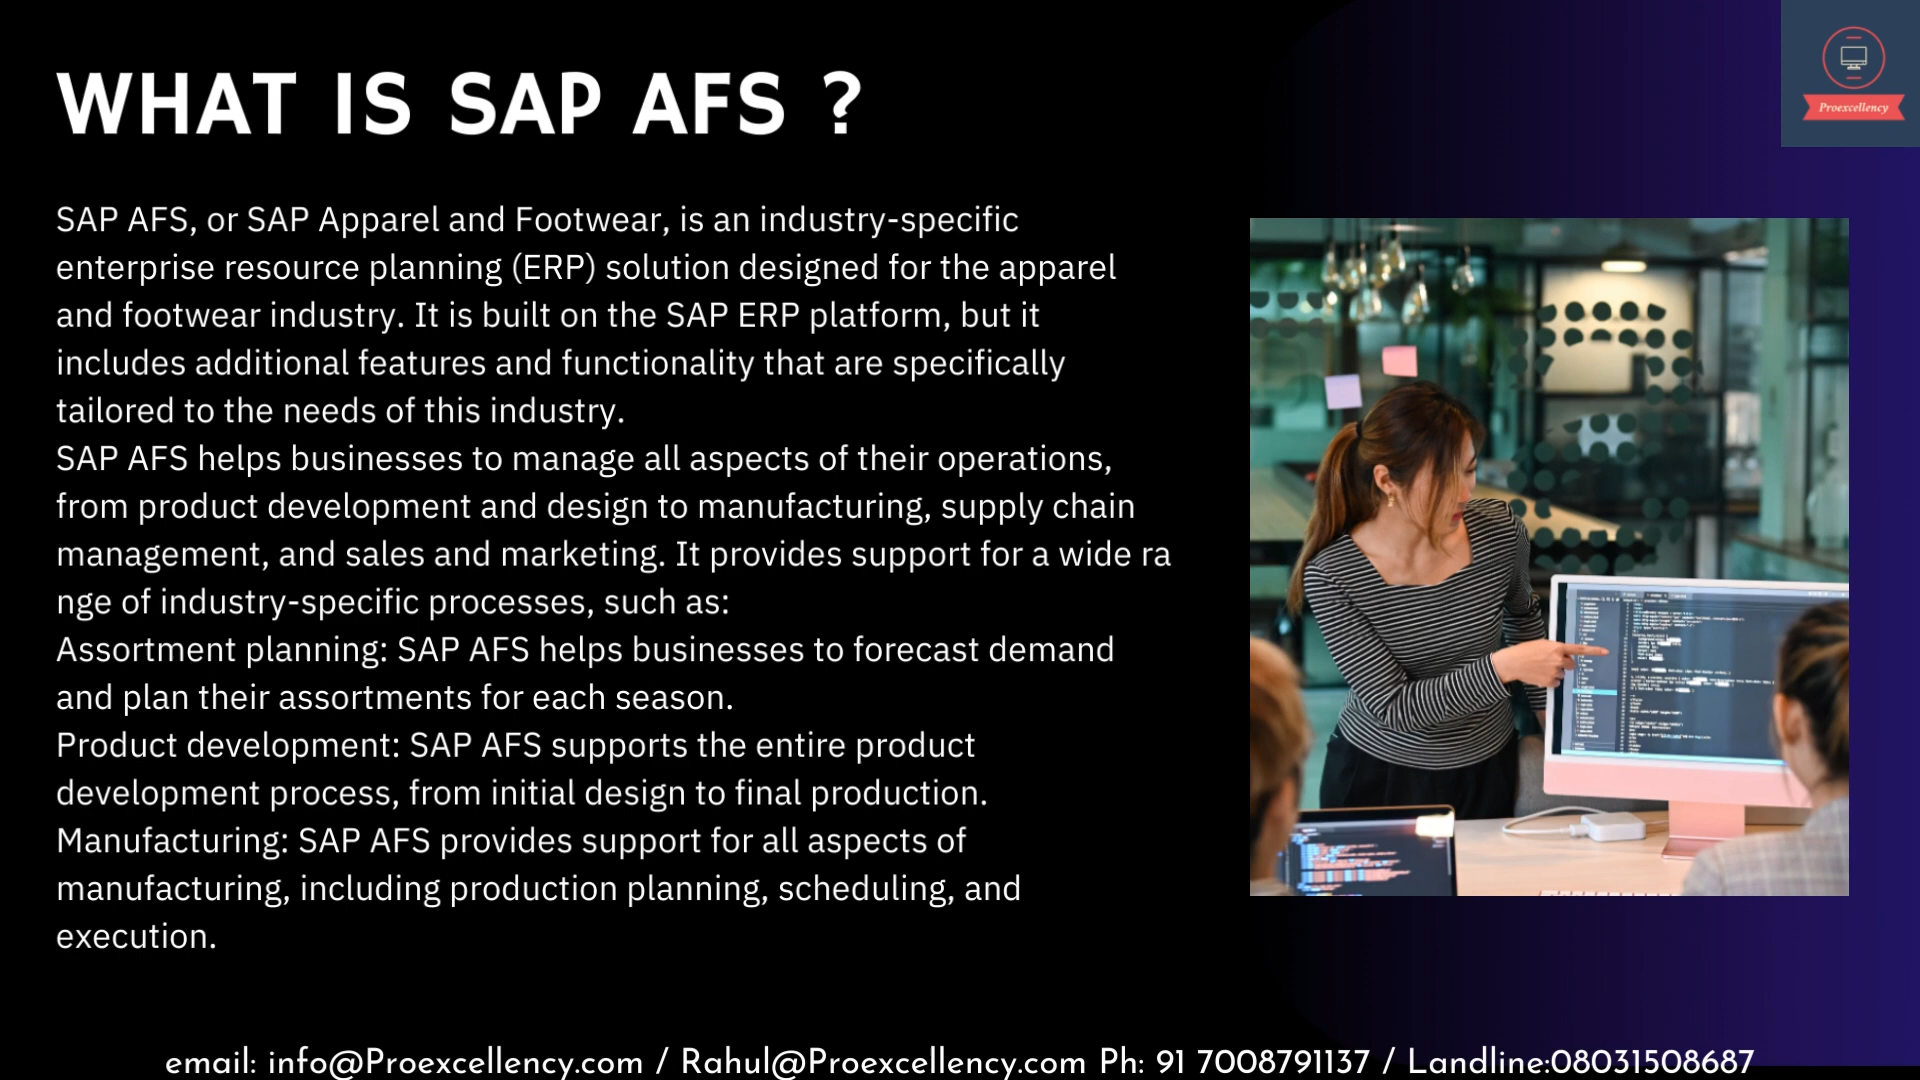 WHAT IS SAP AFS ?
Proexcellency
SAP AFS, or SAP Apparel and Footwear, is an industry-specific
enterprise resource planning (ERP) solution designed for the apparel
and footwear industry. It is built on the SAP ERP platform, but it
includes additional features and functionality that are specifically
tailored to the needs of this industry.
SAP AFS helps businesses to manage all aspects of their operations,
from product development and design to manufacturing, supply chain
management, and sales and marketing. It provides support for a wide ra
nge of industry-specific processes, such as:
Assortment planning: SAP AFS helps businesses to forecast demand
and plan their assortments for each season.
Product development: SAP AFS supports the entire product
development process, from initial design to final production.
Manufacturing: SAP AFS provides support for all aspects of
manufacturing, including production planning, scheduling, and
execution.
email: info@Proexcellency.com / Rahul@Proexcellency.com Ph: 91 7008791137 / Landline:08031508687